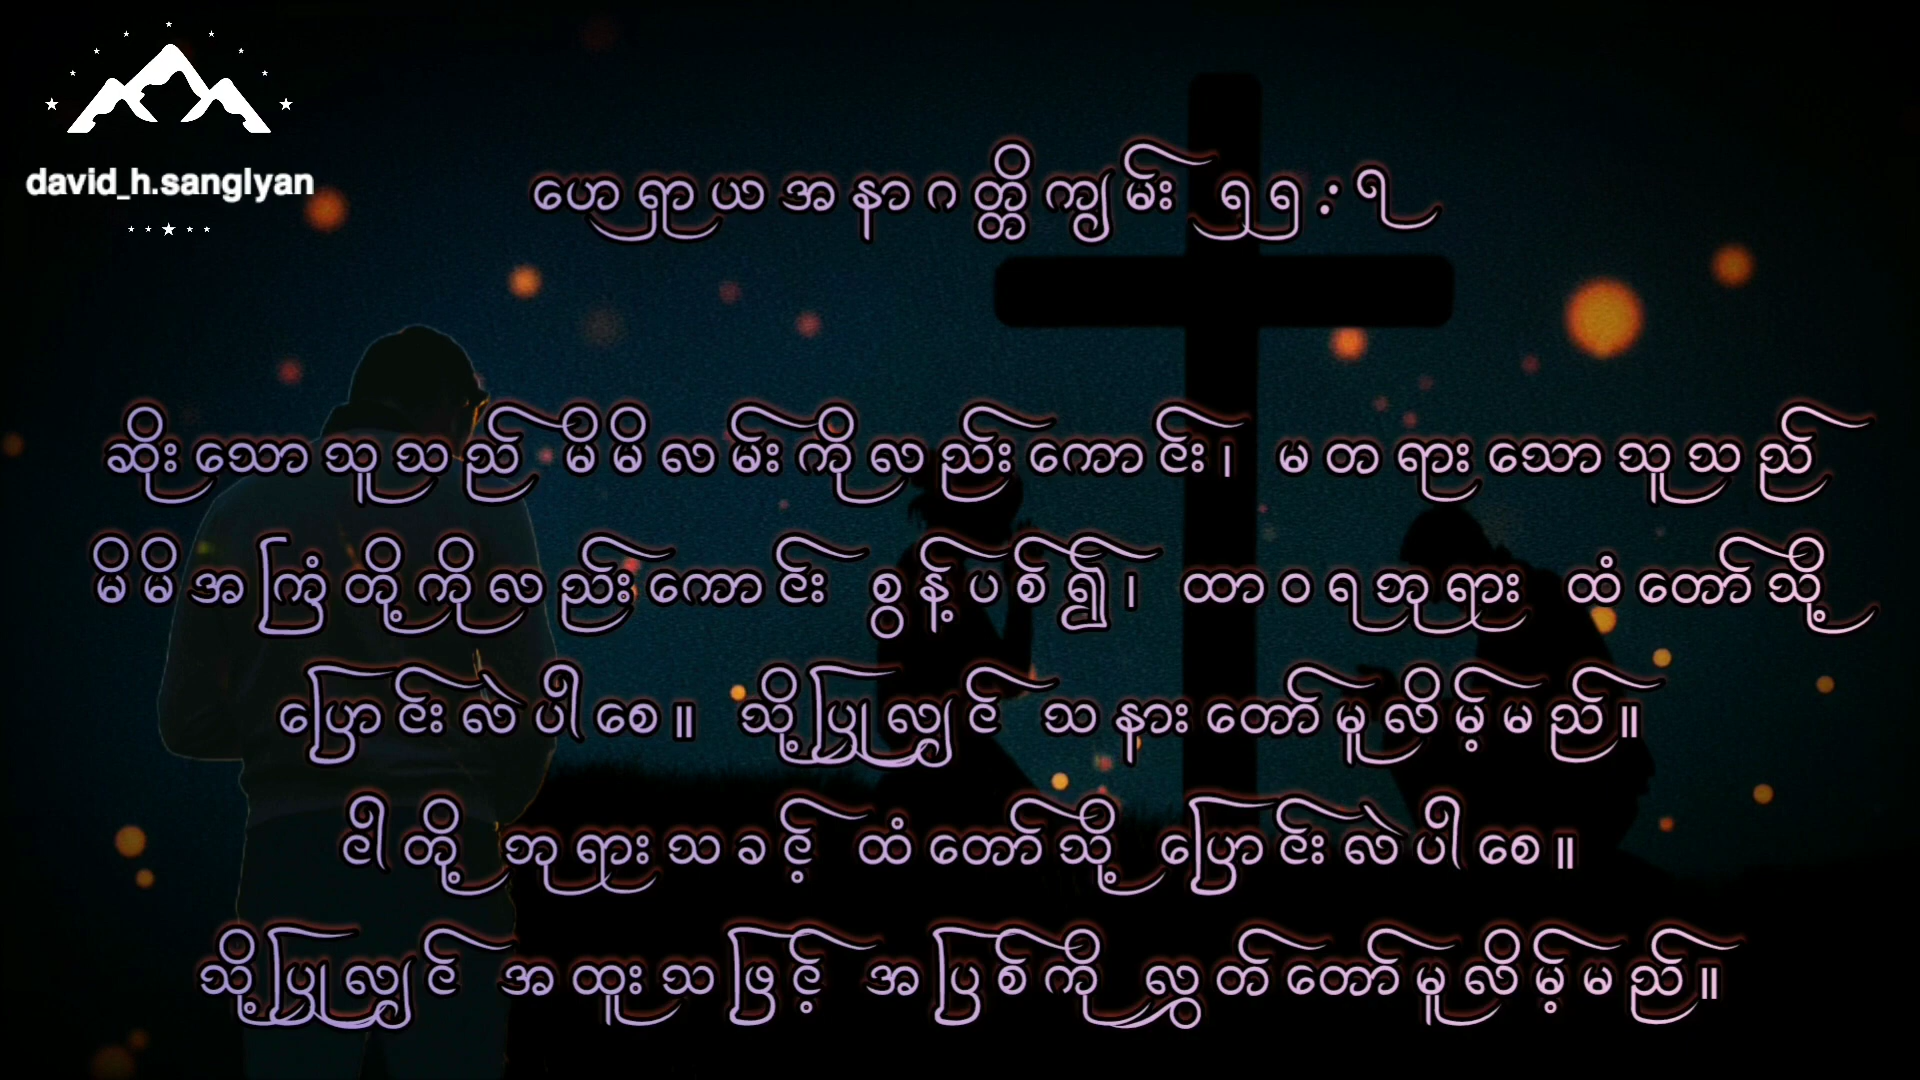 david_h.sanglyan
ဟေရှာယအနာဂတ္တိကျမ်း ၅၅:၇
ဆိုးသောသူသည် မိမိလမ်းကိုလည်းကောင်း၊ မတရားသောသူသည်
မိမိအကြံတို့ကိုလည်းကောင်း စွန့်ပစ်၍၊ ထာဝရဘုရား ထံတော်သို့
ပြောင်းလဲပါစေ။ သို့ပြုလျှင် သနားတော်မူလိမ့်မည်။
ငါတို့ ဘုရားသခင့် ထံတော်သို့ ပြောင်းလဲပါစေ။
သို့ပြုလျှင် အထူးသဖြင့် အပြစ်ကို လွှတ်တော်မူလိမ့်မည်။